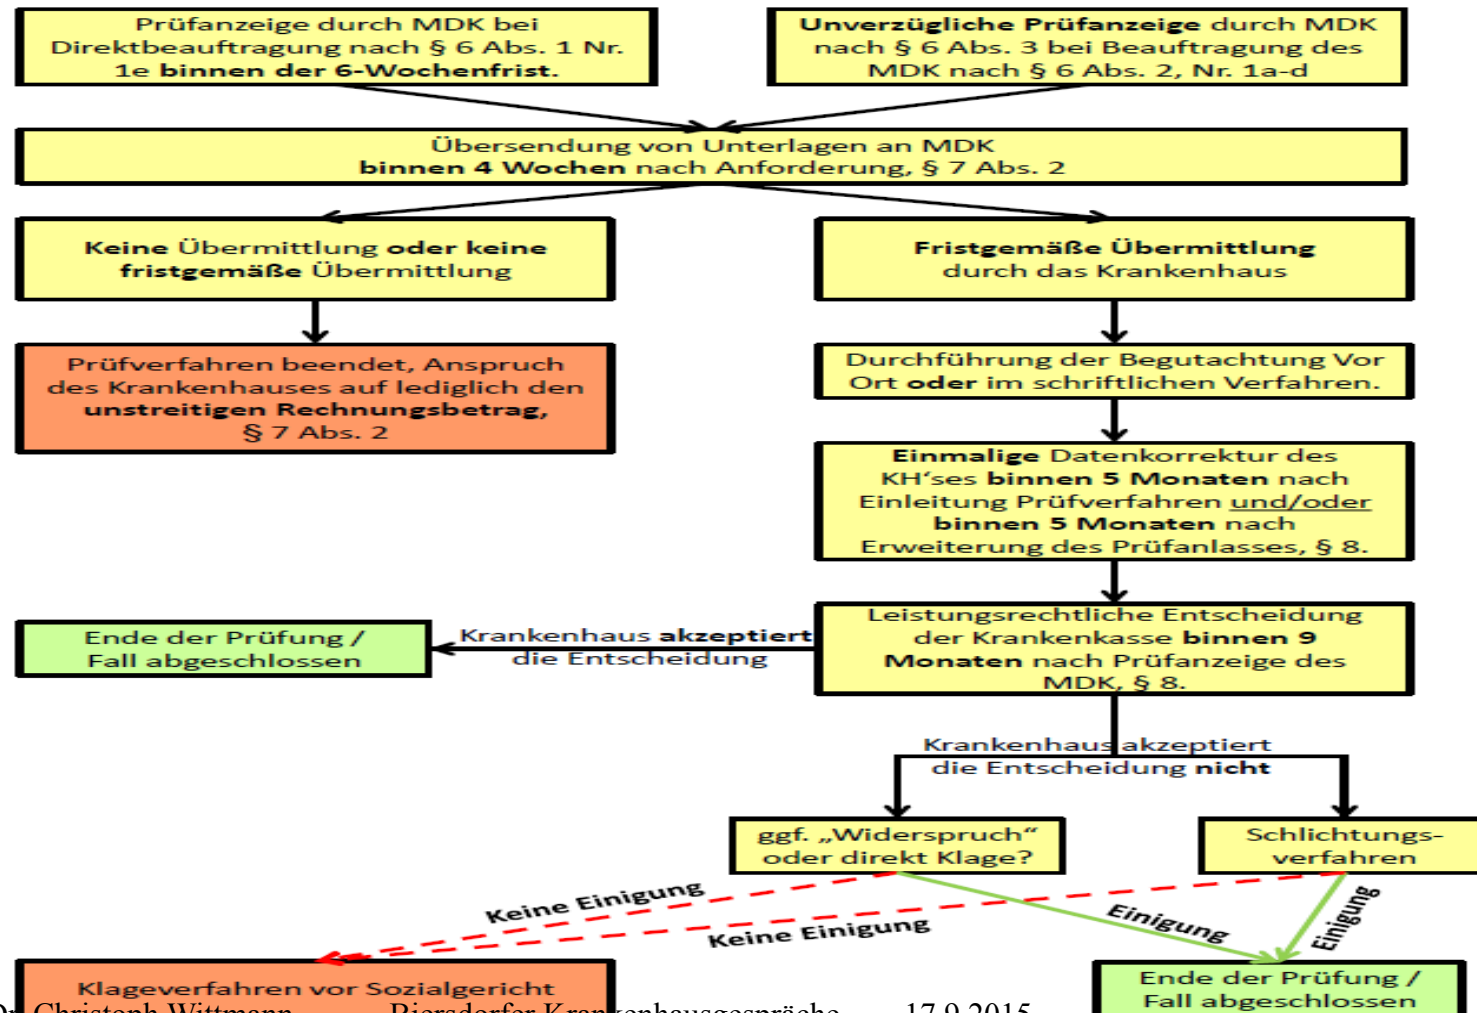 Prüfanzeige durch MDK bei
Direktbeauftragung nach § 6 Abs. 1 Nr.
1e binnen der 6-Wochenfrist.
Unverzügliche Prüfanzeige durch MDK
nach § 6 Abs. 3 bei Beauftragung des
MDK nach § 6 Abs. 2, Nr. 1a-d
Übersendung von Unterlagen an MDK
binnen 4 Wochen nach Anforderung, § 7 Abs. 2
Keine Übermittlung oder keine
fristgemäße Übermittlung
Fristgemäße Übermittlung
durch das Krankenhaus
Prüfverfahren beendet, Anspruch
des Krankenhauses auf lediglich den
unstreitigen Rechnungsbetrag,
§ 7 Abs. 2
Durchführung der Begutachtung Vor
Ort oder im schriftlichen Verfahren.
Einmalige Datenkorrektur des
KH‘ses binnen 5 Monaten nach
Einleitung Prüfverfahren und/oder
binnen 5 Monaten nach
Erweiterung des Prüfanlasses, § 8.
Leistungsrechtliche Entscheidung
der Krankenkasse binnen 9
Monaten nach Prüfanzeige des
MDK, § 8.
Krankenhaus akzeptiert
die Entscheidung
Ende der Prüfung /
Fall abgeschlossen
Krankenhaus akzeptiert
die Entscheidung nicht
ggf. „Widerspruch“
oder direkt Klage?
Schlichtungs-
verfahren
Keine Einigung
Keine Einigung
Einigung
Einigung
Klageverfahren vor Sozialgericht
Ende der Prüfung /
Fall abgeschlossen
Christoph Wittmann Biersdorfer Krankenhausgespräche 17.9.2015